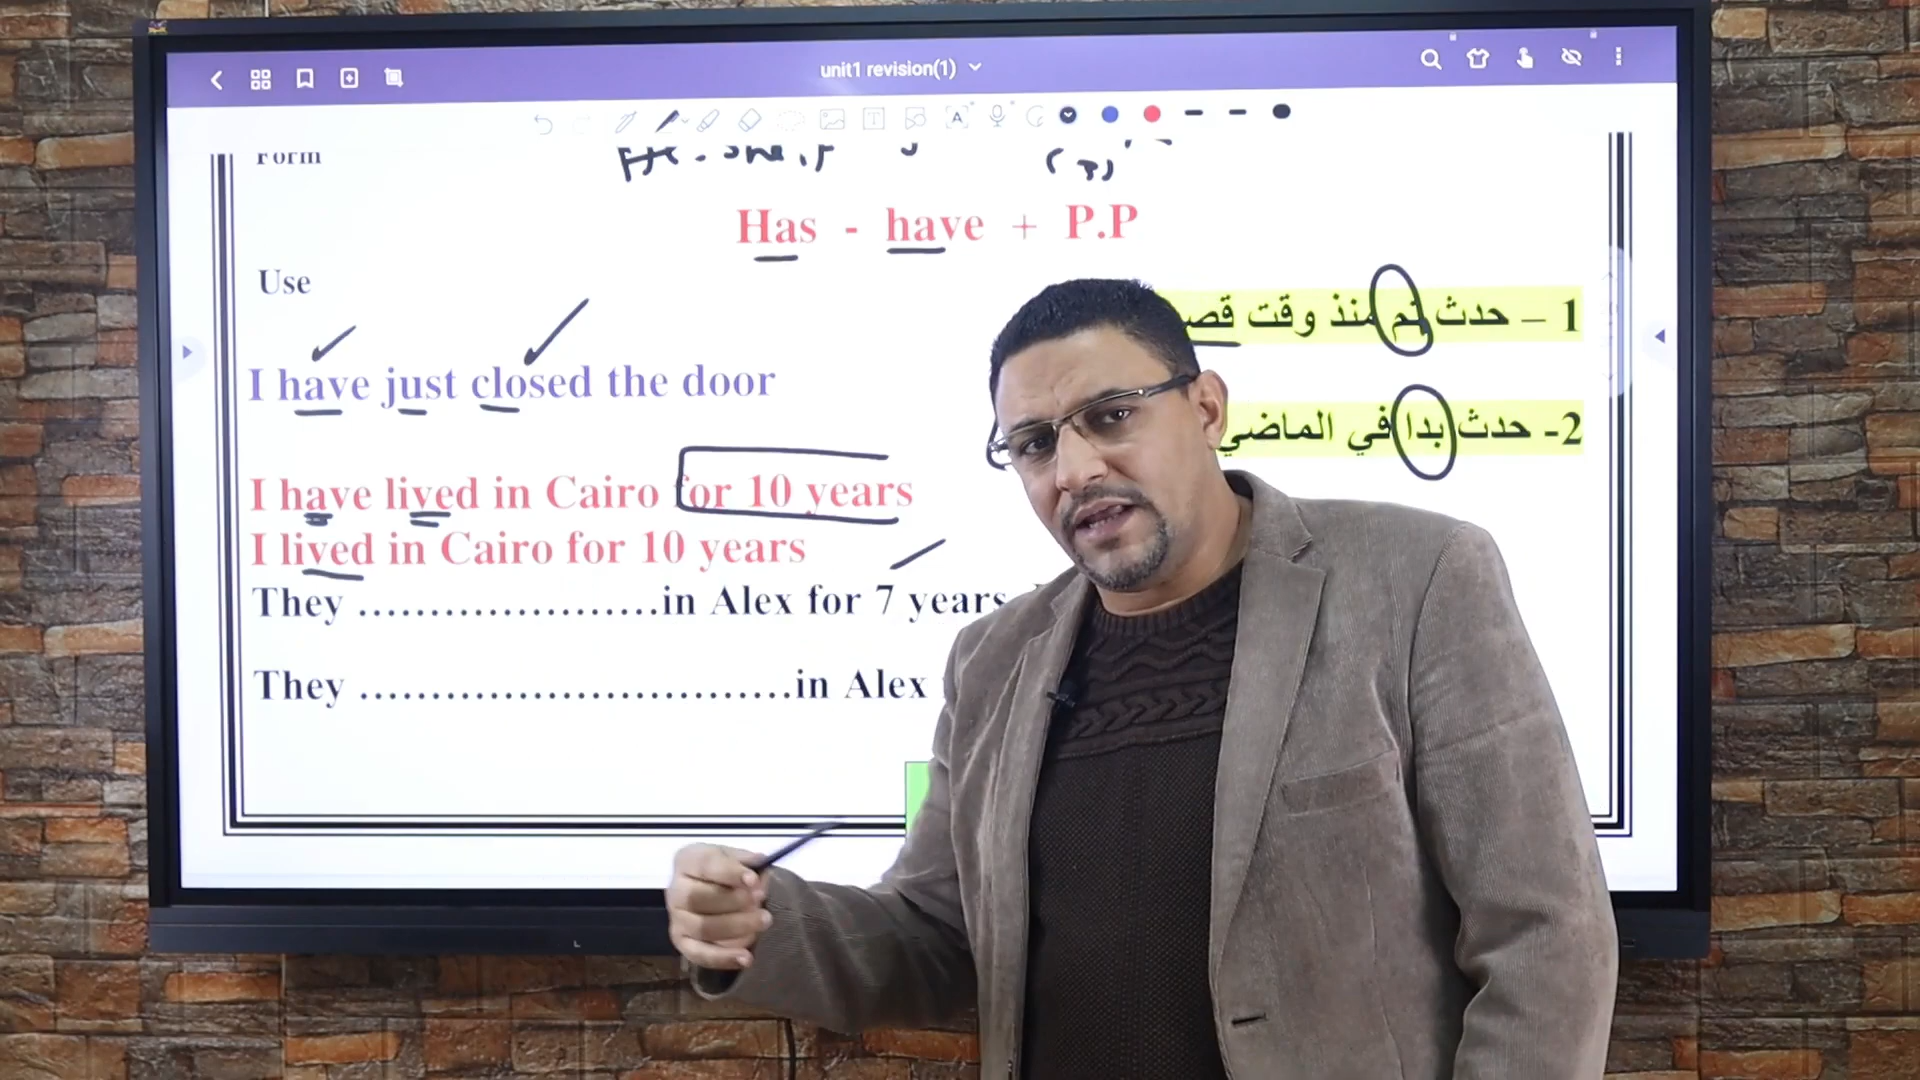 unit1 revision(1)
Form
(3)
Has - have + P.P
Use
1 – حدث تم منذ وقت
I have just closed the door
2- حدث بدا في الماضي
I have lived in Cairo for 10 years
I lived in Cairo for 10 years
They .....................in Alex for 7 years
They ..............................in Alex